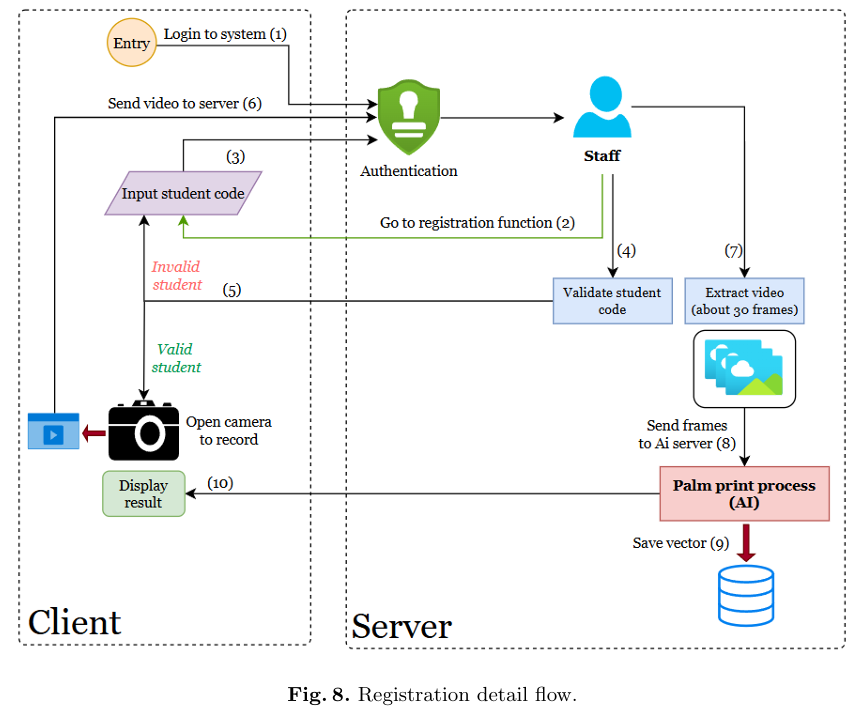 Entry
Login to system (1)
Send video to server (6)
(3)
Authentication
Staff
Input student code
Go to registration function (2)
(4)
(7)
Invalid
student
(5)
Validate student
code
Extract video
(about 30 frames)
Valid
student
Open camera
to record
Send frames
to Ai server (8)
Display
result
(10)
Palm print process
(AI)
Save vector (9)
Client
Server
Fig. 8. Registration detail flow.